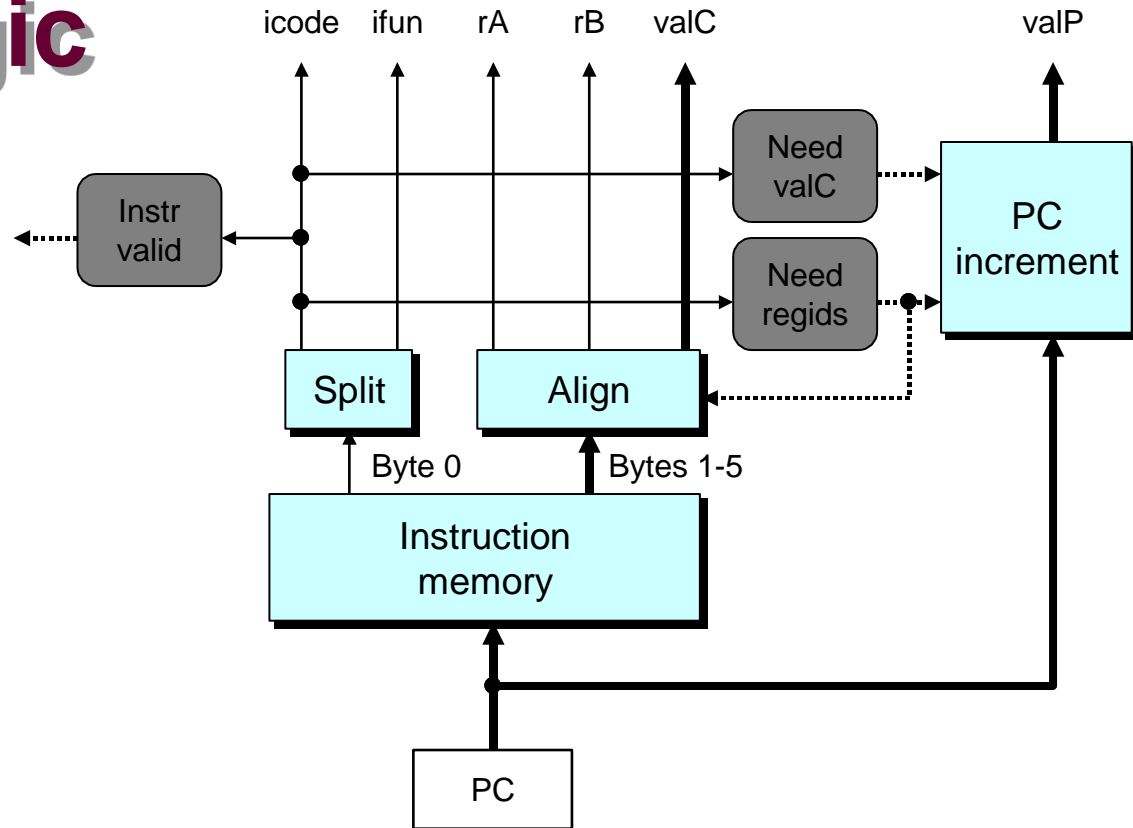 gic
icode ifun rA rB valC valP
Need
valC
Instr
valid
PC
increment
Need
regids
Split
Align
Byte 0
Bytes 1-5
Instruction
memory
PC